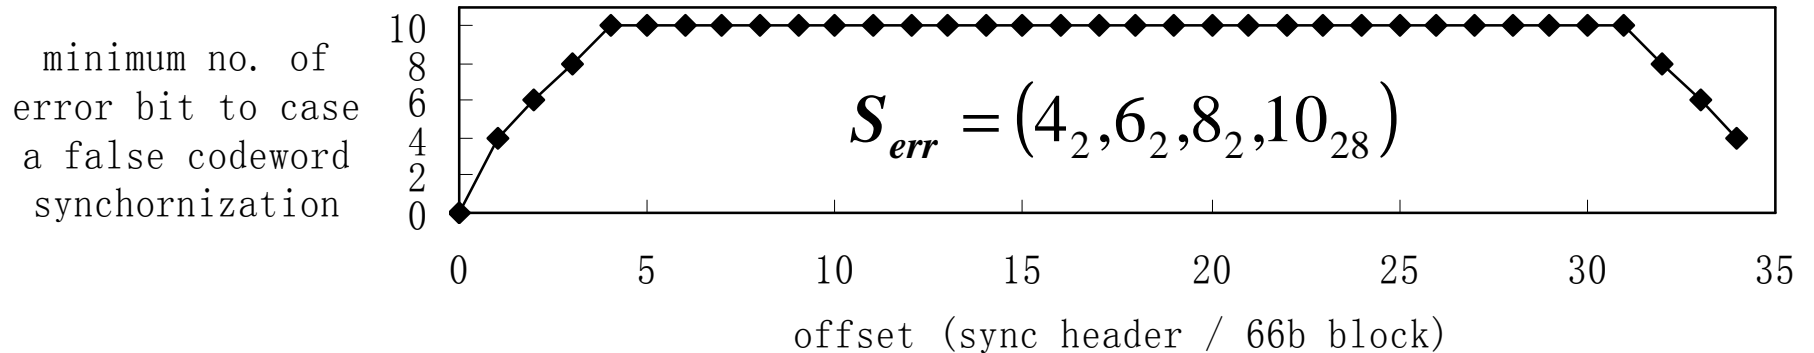 minimum no. of
error bit to case
a false codeword
synchornization
10
8
6
4
2
0
S_err = (4_2, 6_2, 8_2, 10_28)
0 5 10 15 20 25 30 35
offset (sync header / 66b block)